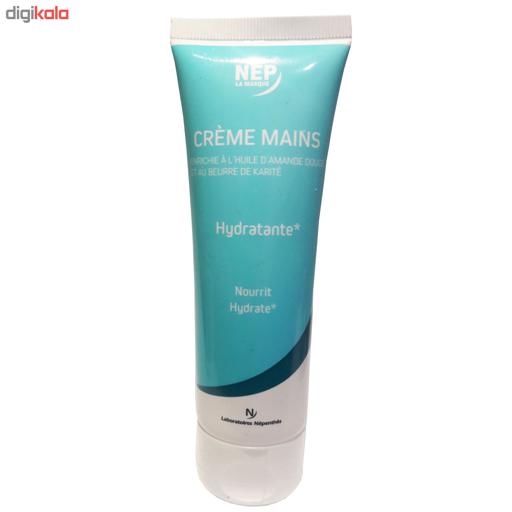 digikala
NEP
LA MARQUE
CRÈME MAINS
ENRICHIE À L'HUILE D'AMANDE DOUCE
ET AU BEURRE DE KARITÉ
Hydratante*
Nourrit
Hydrate*
N
Laboratoires Népenthès